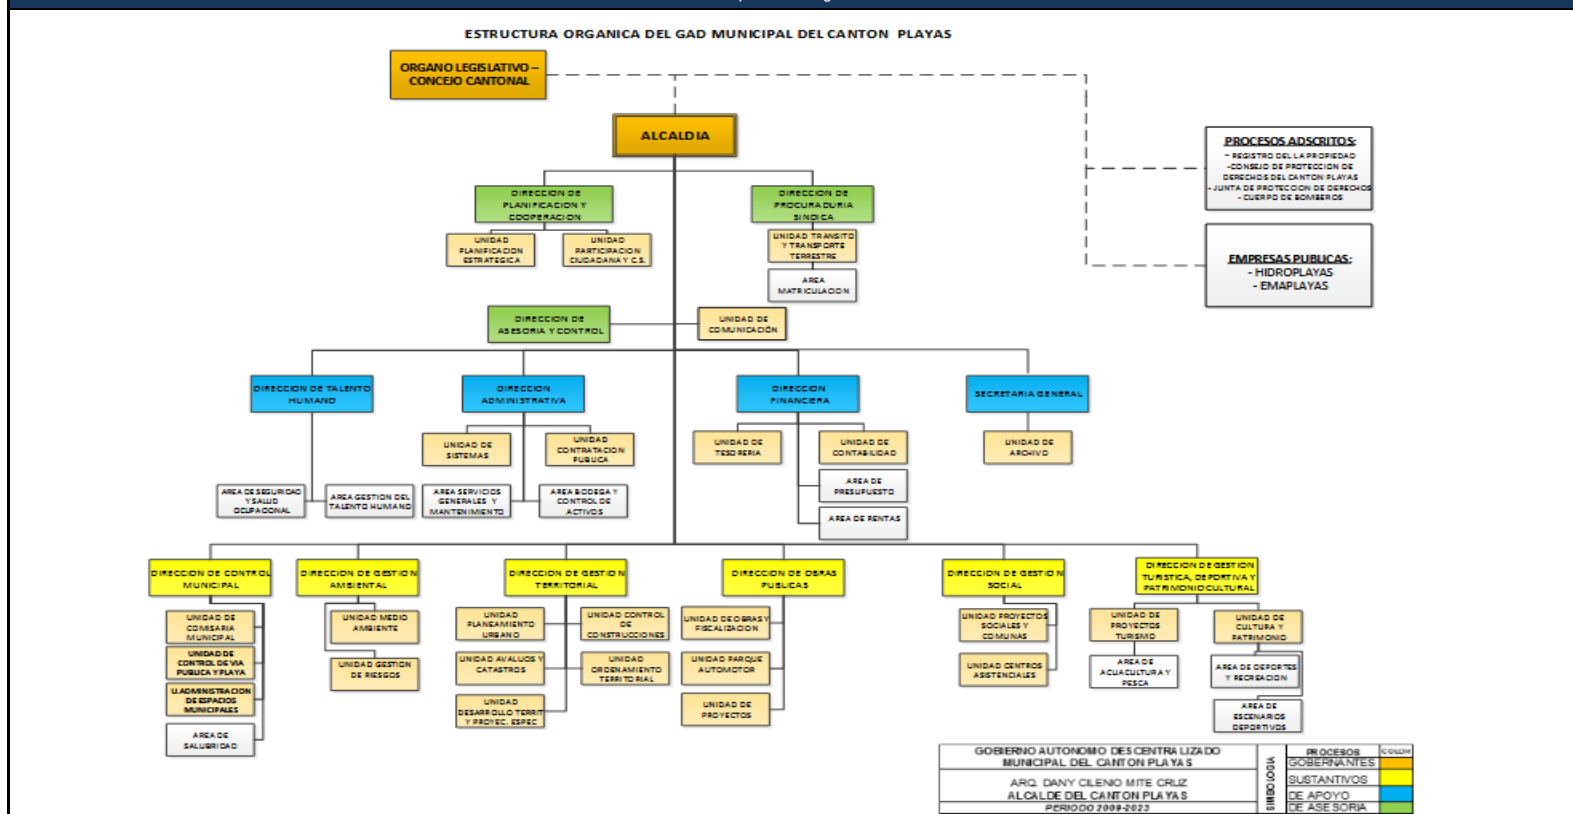 ESTRUCTURA ORGANICA DEL GAD MUNICIPAL DEL CANTON PLAYAS
ORGANO LEGISLATIVO –
CONCEJO CANTONAL
ALCALDIA
PROCESOS ADSCRITOS:
– REGISTRO DEL LA PROPIEDAD
-CONSEJO DE PROTECCION DE
DERECHOS DEL CANTON PLAYAS
- JUNTA DE PROTECCION DE DERECHOS
- CUERPO DE BOMBEROS
EMPRESAS PUBLICAS:
- HIDROPLAYAS
- EMAPLAYAS
DIRECCION DE
PLANIFICACION Y
COOPERACION
DIRECCION DE
PROCURADURIA
SINDICA
UNIDAD
PLANIFICACION
ESTRATEGICA
UNIDAD
PARTICIPACION
CIUDADANA Y C.S.
UNIDAD TRANSITO
Y TRANSPORTE
TERRESTRE
AREA
MATRICULACION
DIRECCION DE
ASESORIA Y CONTROL
UNIDAD DE
COMUNICACIÓN
DIRECCION DE TALENTO
HUMANO
DIRECCION
ADMINISTRATIVA
DIRECCION
FINANCIERA
SECRETARIA GENERAL
UNIDAD DE
SISTEMAS
UNIDAD
CONTRATACION
PUBLICA
UNIDAD DE
TESORERIA
UNIDAD DE
CONTABILIDAD
UNIDAD DE
ARCHIVO
AREA DE SEGURIDAD
Y SALUD
OCUPACIONAL
AREA GESTION DEL
TALENTO HUMANO
AREA SERVICIOS
GENERALES Y
MANTENIMIENTO
AREA BODEGA Y
CONTROL DE
ACTIVOS
AREA DE
PRESUPUESTO
AREA DE RENTAS
DIRECCION DE CONTROL
MUNICIPAL
DIRECCION DE GESTION
AMBIENTAL
DIRECCION DE GESTION
TERRITORIAL
DIRECCION DE OBRAS
PUBLICAS
DIRECCION DE GESTION
SOCIAL
DIRECCION DE GESTION
TURISTICA, DEPORTIVA Y
PATRIMONIO CULTURAL
UNIDAD DE
COMISARIA
MUNICIPAL
UNIDAD DE
CONTROL DE VIA
PUBLICA Y PLAYA
U.ADMINISTRACION
DE ESPACIOS
MUNICIPALES
AREA DE
SALUBRIDAD
UNIDAD MEDIO
AMBIENTE
UNIDAD GESTION
DE RIESGOS
UNIDAD
PLANEAMIENTO
URBANO
UNIDAD CONTROL
DE
CONSTRUCCIONES
UNIDAD AVALUOS Y
CATASTROS
UNIDAD
ORDENAMIENTO
TERRITORIAL
UNIDAD
DESARROLLO TERRIT
Y PROYEC. ESPEC
UNIDAD DE OBRAS Y
FISCALIZACION
UNIDAD PARQUE
AUTOMOTOR
UNIDAD DE
PROYECTOS
UNIDAD PROYECTOS
SOCIALES Y
COMUNAS
UNIDAD CENTROS
ASISTENCIALES
UNIDAD DE
PROYECTOS
TURISMO
AREA DE
ACUACULTURA Y
PESCA
UNIDAD DE
CULTURA Y
PATRIMONIO
AREA DE DEPORTES
Y RECREACION
AREA DE
ESCENARIOS
DEPORTIVOS
GOBIERNO AUTONOMO DESCENTRALIZADO
MUNICIPAL DEL CANTON PLAYAS
ARQ. DANY CILENIO MITE CRUZ
ALCALDE DEL CANTON PLAYAS
PERIODO 2009-2023
SIMBOLOGIA
PROCESOS COLOR
GOBERNANTES
SUSTANTIVOS
DE APOYO
DE ASESORIA